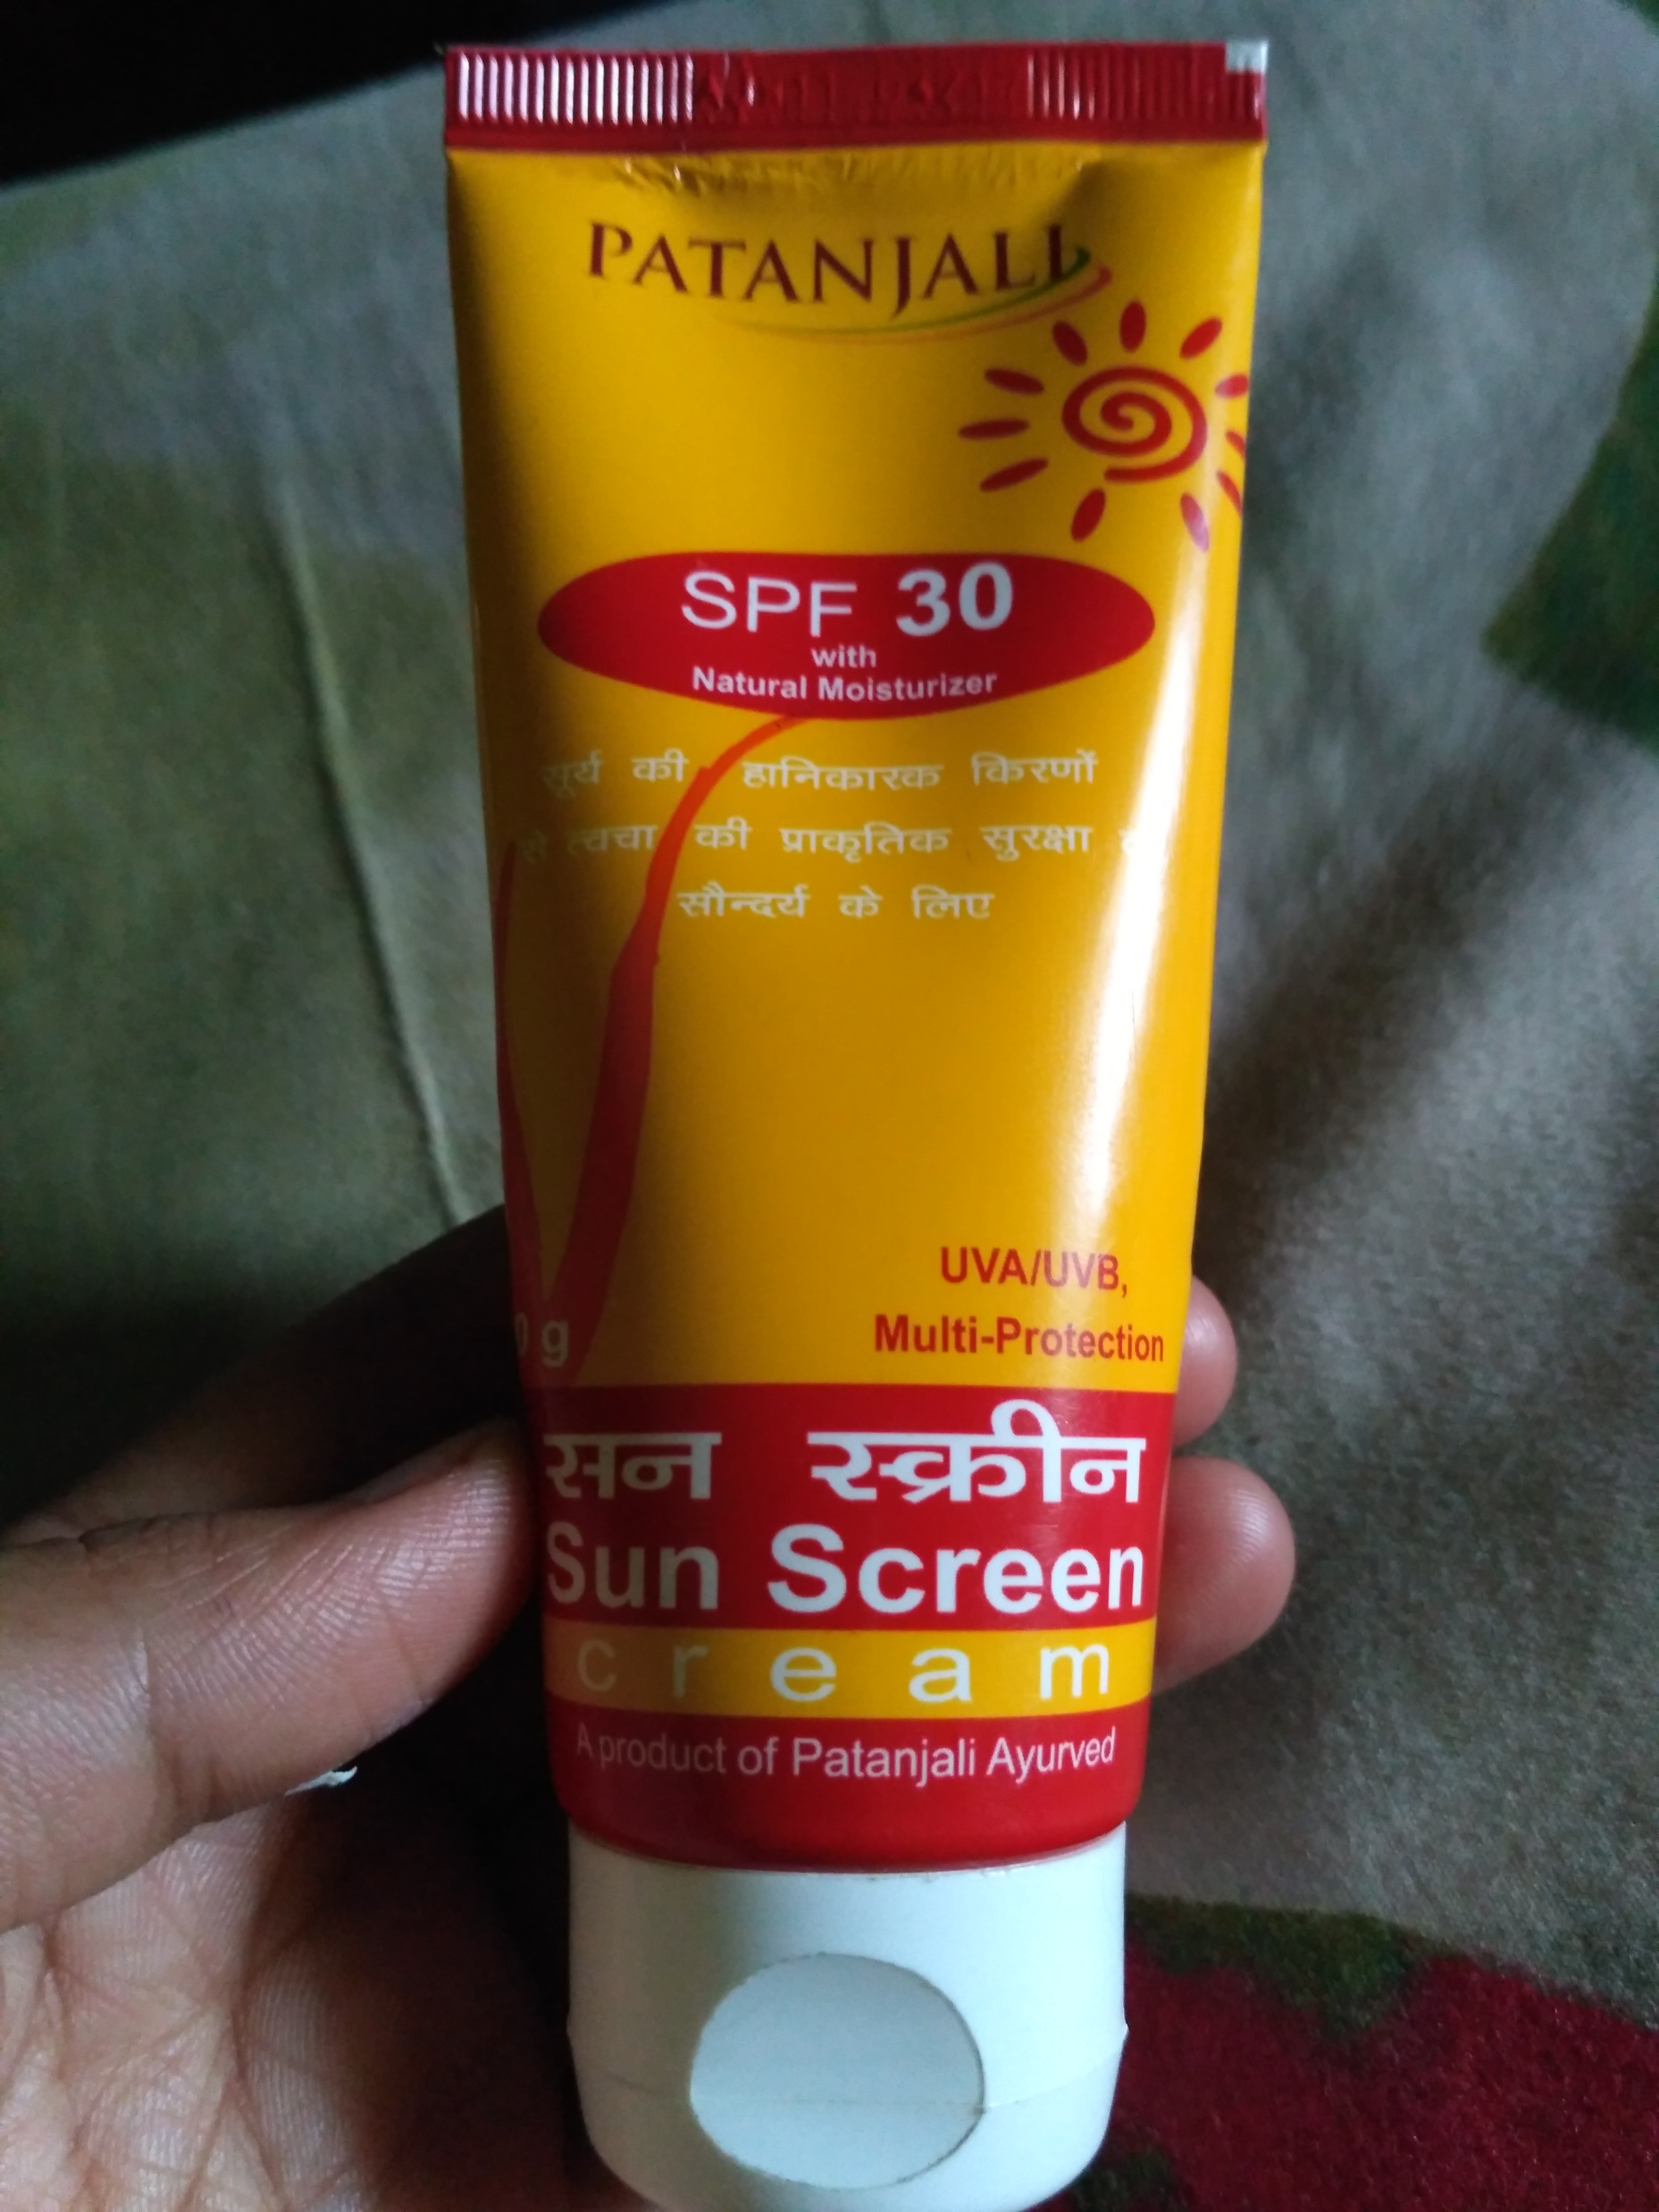 PATANJALI
SPF 30
with
Natural Moisturizer
सूर्य की हानिकारक किरणों
से त्वचा की प्राकृतिक सुरक्षा
सौन्दर्य के लिए
UVA/UVB,
Multi-Protection
0 g
सन स्क्रीन
Sun Screen
cream
A product of Patanjali Ayurved